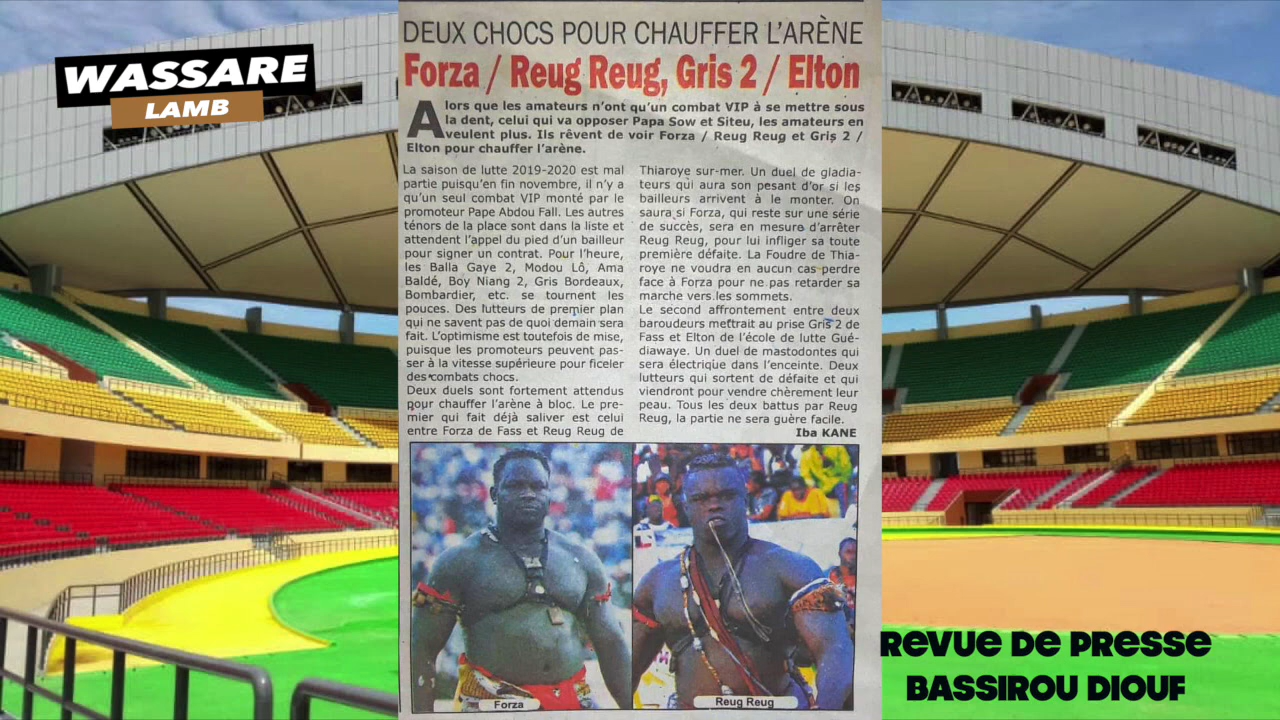 WASSARE
LAMB
DEUX CHOCS POUR CHAUFFER L'ARÈNE
Forza / Reug Reug, Gris 2 / Elton
Alors que les amateurs n'ont qu'un combat VIP à se mettre sous
la dent, celui qui va opposer Papa Sow et Siteu, les amateurs en
veulent plus. Ils rêvent de voir Forza / Reug Reug et Gris 2 /
Elton pour chauffer l'arène.
La saison de lutte 2019-2020 est mal
partie puisqu'en fin novembre, il n'y a
qu'un seul combat VIP monté par le
promoteur Pape Abdou Fall. Les autres
ténors de la place sont dans la liste et
attendent l'appel du pied d'un bailleur
pour signer un contrat. Pour l'heure,
les Balla Gaye 2, Modou Lô, Ama
Baldé, Boy Niang 2, Gris Bordeaux,
Bombardier, etc. se tournent les
pouces. Des lutteurs de premier plan
qui ne savent pas de quoi demain sera
fait. L'optimisme est toutefois de mise,
puisque les promoteurs peuvent pas-
ser à la vitesse supérieure pour ficeler
des combats chocs.
Deux duels sont fortement attendus
pour chauffer l'arène à bloc. Le pre-
mier qui fait déjà saliver est celui
entre Forza de Fass et Reug Reug de
Thiaroye sur-mer. Un duel de gladia-
teurs qui aura son pesant d'or si les
bailleurs arrivent à le monter. On
saura si Forza, qui reste sur une série
de succès, sera en mesure d'arrêter
Reug Reug, pour lui infliger sa toute
première défaite. La Foudre de Thia-
roye ne voudra en aucun cas perdre
face à Forza pour ne pas retarder sa
marche vers les sommets.
Le second affrontement entre deux
baroudeurs mettrait au prise Gris 2 de
Fass et Elton de l'école de lutte Gué-
diawaye. Un duel de mastodontes qui
sera électrique dans l'enceinte. Deux
lutteurs qui sortent de défaite et qui
viendront pour vendre chèrement leur
peau. Tous les deux battus par Reug
Reug, la partie ne sera guère facile.
Iba KANE
Forza
Reug Reug
REVUE DE PRESSE
BASSIROU DIOUF